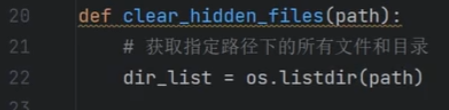 20 def clear_hidden_files(path):
21 # 获取指定路径下的所有文件和目录
22 dir_list = os.listdir(path)
23